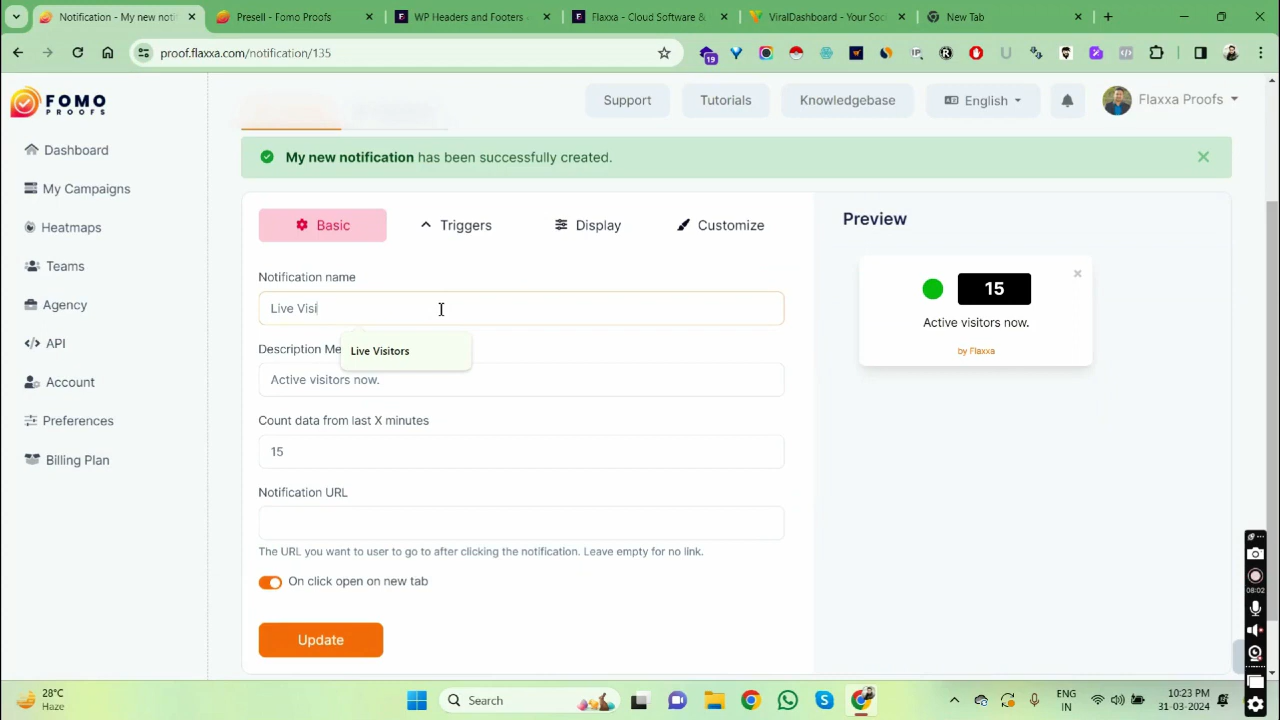 Notification - My new notifi
Presell - Fomo Proofs
WP Headers and Footers
Flaxxa - Cloud Software &
ViralDashboard - Your Soc
New Tab
proof.flaxxa.com/notification/135
19
FOMO
PROOFS
Support
Tutorials
Knowledgebase
English
Flaxxa Proofs
Dashboard
My Campaigns
Heatmaps
Teams
Agency
API
Account
Preferences
Billing Plan
My new notification has been successfully created.
Basic
Triggers
Display
Customize
Notification name
Live Visi
Live Visitors
Description Me
Active visitors now.
Count data from last X minutes
15
Notification URL
The URL you want to user to go to after clicking the notification. Leave empty for no link.
On click open on new tab
Update
Preview
15
Active visitors now.
by Flaxxa
08:02
28°C
Haze
Search
ENG
IN
10:23 PM
31-03-2024